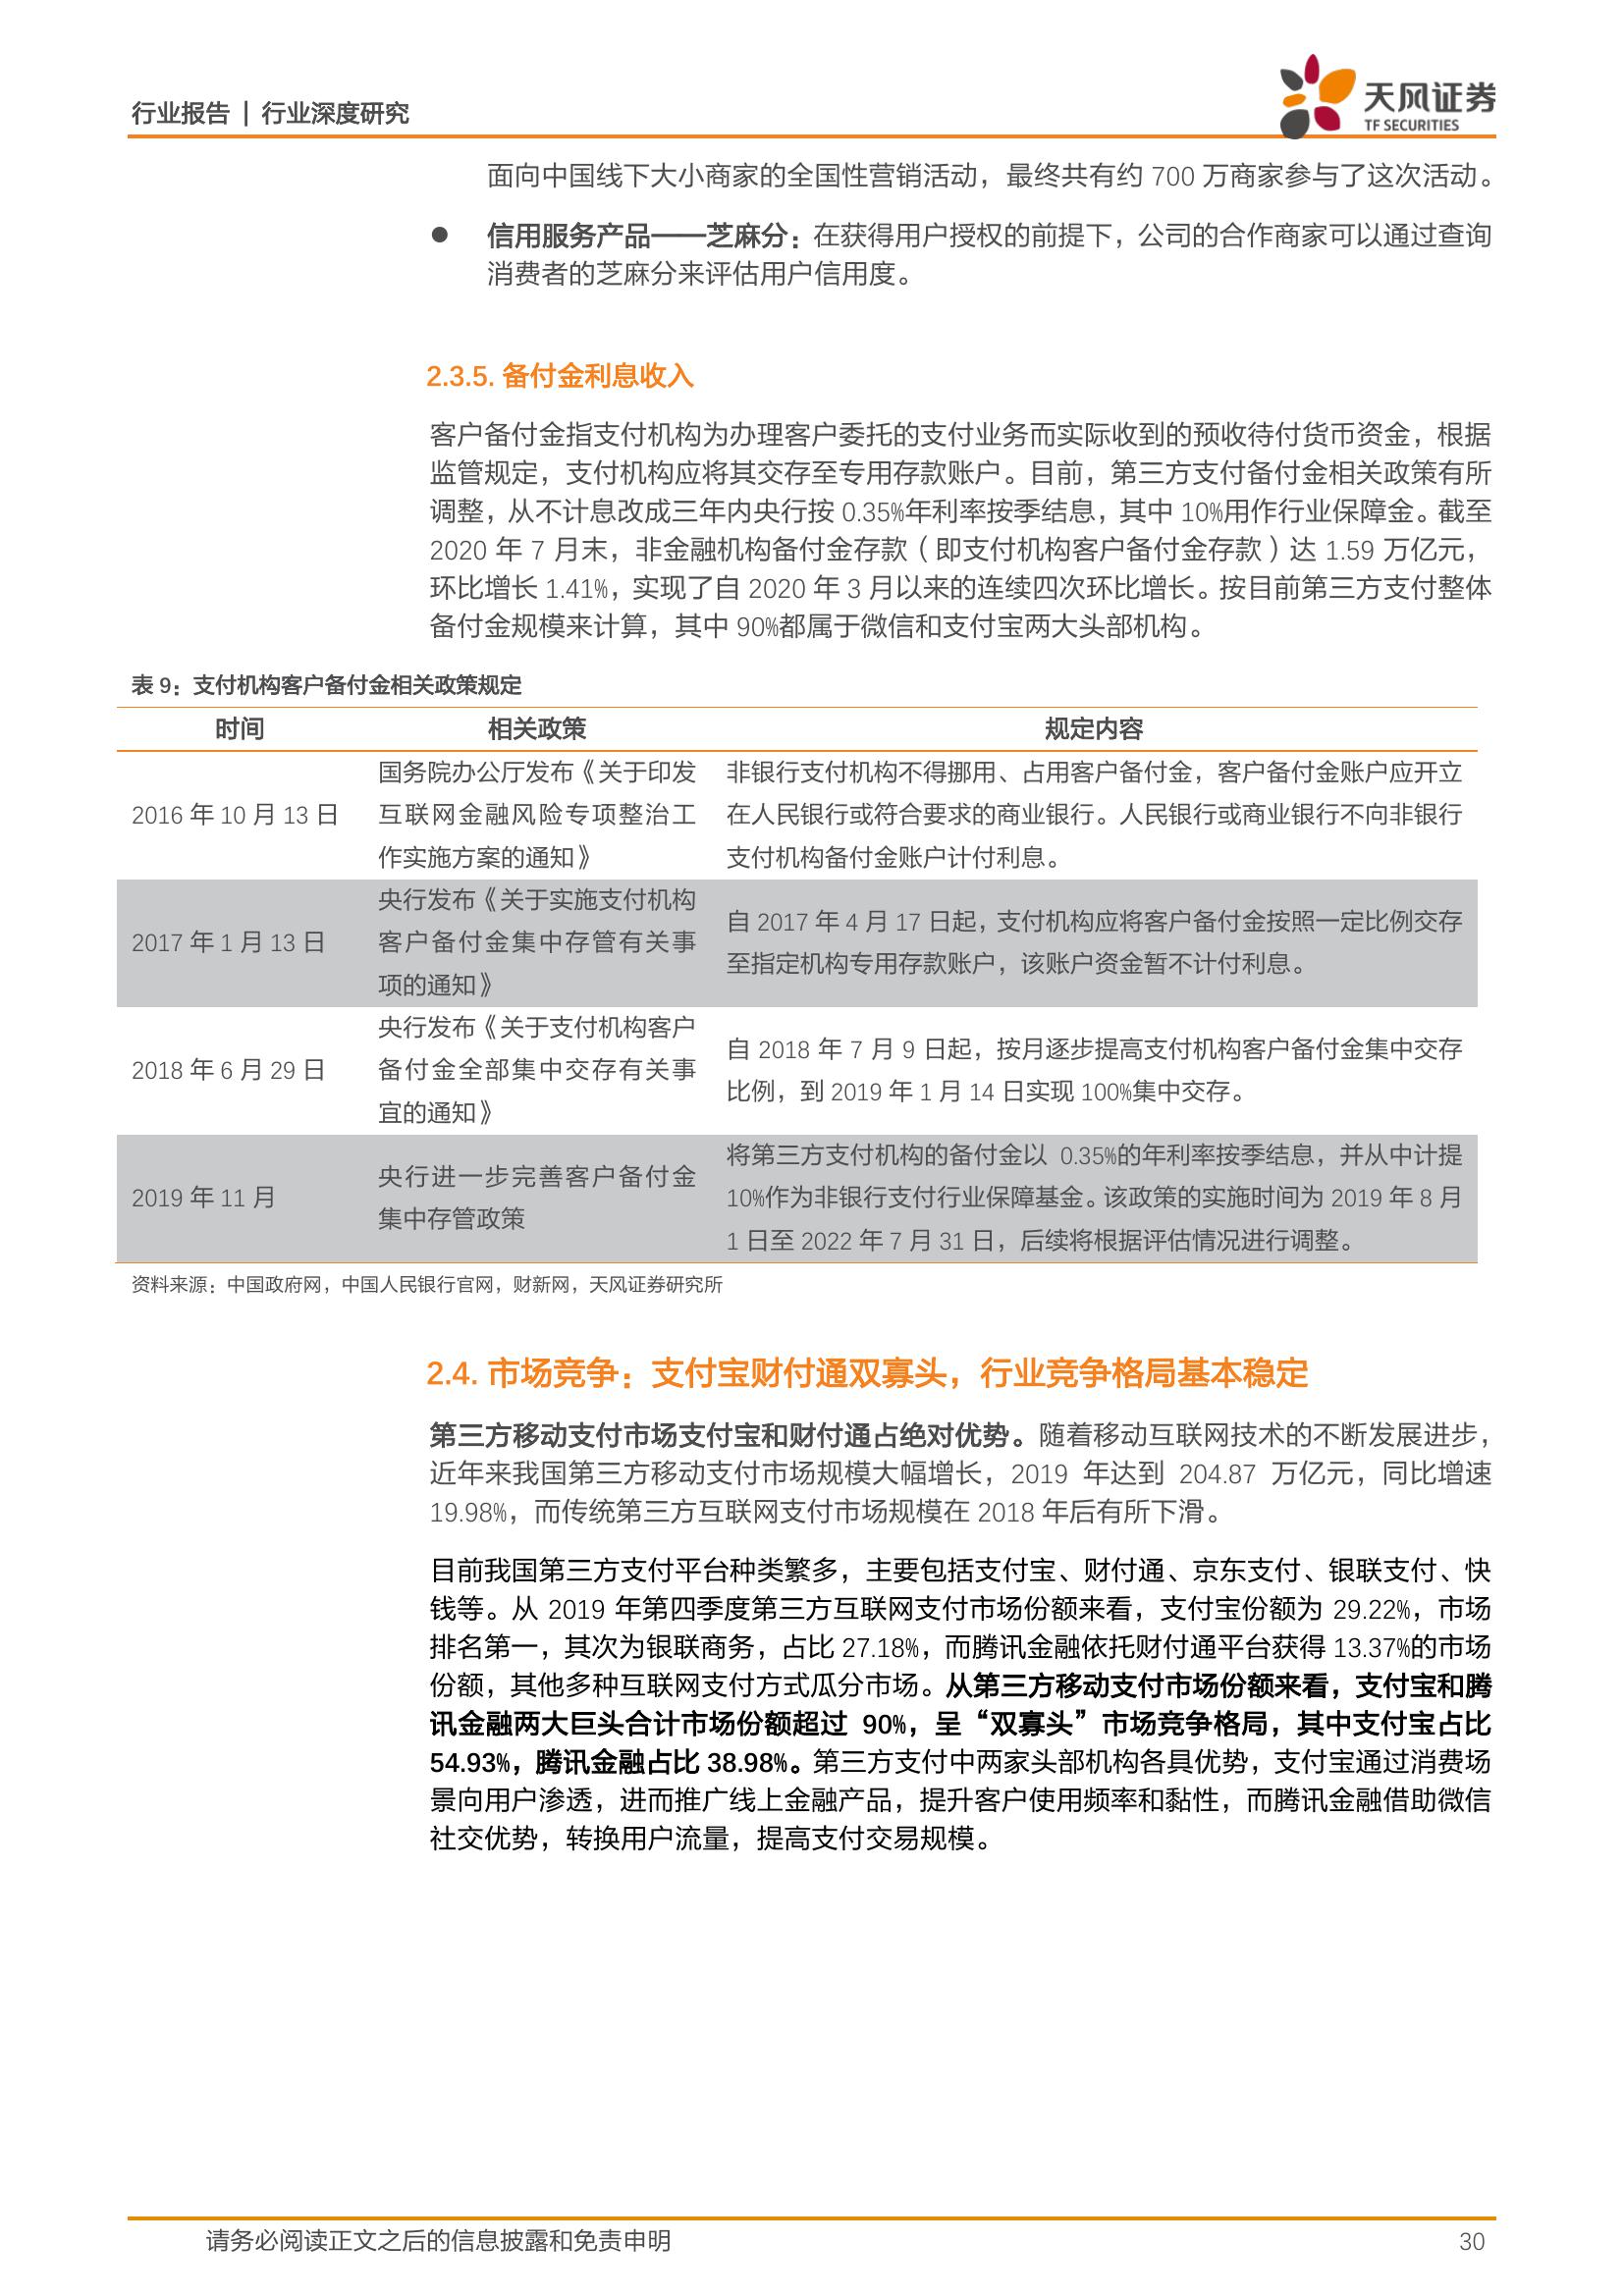 行业报告 | 行业深度研究
天风证券
TF SECURITIES
面向中国线下大小商家的全国性营销活动，最终共有约 700 万商家参与了这次活动。
● 信用服务产品——芝麻分：在获得用户授权的前提下，公司的合作商家可以通过查询
消费者的芝麻分来评估用户信用度。
2.3.5. 备付金利息收入
客户备付金指支付机构为办理客户委托的支付业务而实际收到的预收待付货币资金，根据
监管规定，支付机构应将其交存至专用存款账户。目前，第三方支付备付金相关政策有所
调整，从不计息改成三年内央行按 0.35%年利率按季结息，其中 10%用作行业保障金。截至
2020 年 7 月末，非金融机构备付金存款（即支付机构客户备付金存款）达 1.59 万亿元，
环比增长 1.41%，实现了自 2020 年 3 月以来的连续四次环比增长。按目前第三方支付整体
备付金规模来计算，其中 90%都属于微信和支付宝两大头部机构。
表 9：支付机构客户备付金相关政策规定
时间 相关政策 规定内容
2016 年 10 月 13 日
国务院办公厅发布《关于印发
互联网金融风险专项整治工
作实施方案的通知》
非银行支付机构不得挪用、占用客户备付金，客户备付金账户应开立
在人民银行或符合要求的商业银行。人民银行或商业银行不向非银行
支付机构备付金账户计付利息。
2017 年 1 月 13 日
央行发布《关于实施支付机构
客户备付金集中存管有关事
项的通知》
自 2017 年 4 月 17 日起，支付机构应将客户备付金按照一定比例交存
至指定机构专用存款账户，该账户资金暂不计付利息。
2018 年 6 月 29 日
央行发布《关于支付机构客户
备付金全部集中交存有关事
宜的通知》
自 2018 年 7 月 9 日起，按月逐步提高支付机构客户备付金集中交存
比例，到 2019 年 1 月 14 日实现 100%集中交存。
2019 年 11 月
央行进一步完善客户备付金
集中存管政策
将第三方支付机构的备付金以 0.35%的年利率按季结息，并从中计提
10%作为非银行支付行业保障基金。该政策的实施时间为 2019 年 8 月
1 日至 2022 年 7 月 31 日，后续将根据评估情况进行调整。
资料来源：中国政府网，中国人民银行官网，财新网，天风证券研究所
2.4. 市场竞争：支付宝财付通双寡头，行业竞争格局基本稳定
第三方移动支付市场支付宝和财付通占绝对优势。随着移动互联网技术的不断发展进步，
近年来我国第三方移动支付市场规模大幅增长，2019 年达到 204.87 万亿元，同比增速
19.98%，而传统第三方互联网支付市场规模在 2018 年后有所下滑。
目前我国第三方支付平台种类繁多，主要包括支付宝、财付通、京东支付、银联支付、快
钱等。从 2019 年第四季度第三方互联网支付市场份额来看，支付宝份额为 29.22%，市场
排名第一，其次为银联商务，占比 27.18%，而腾讯金融依托财付通平台获得 13.37%的市场
份额，其他多种互联网支付方式瓜分市场。从第三方移动支付市场份额来看，支付宝和腾
讯金融两大巨头合计市场份额超过 90%，呈“双寡头”市场竞争格局，其中支付宝占比
54.93%，腾讯金融占比 38.98%。第三方支付中两家头部机构各具优势，支付宝通过消费场
景向用户渗透，进而推广线上金融产品，提升客户使用频率和黏性，而腾讯金融借助微信
社交优势，转换用户流量，提高支付交易规模。
请务必阅读正文之后的信息披露和免责申明 30